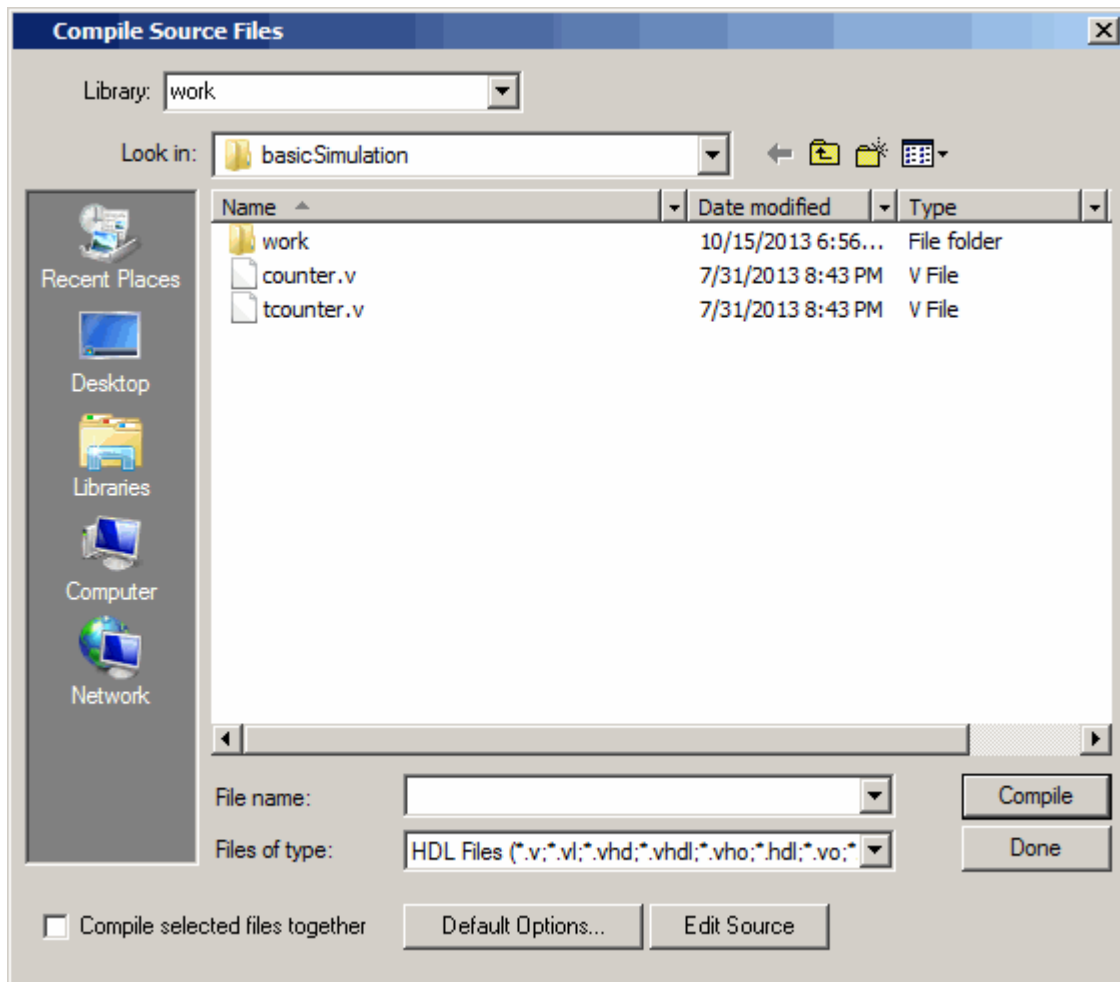 Compile Source Files
Library: work
Look in: basicSimulation
Name Date modified Type
work 10/15/2013 6:56... File folder
counter.v 7/31/2013 8:43 PM V File
tcounter.v 7/31/2013 8:43 PM V File
Recent Places
Desktop
Libraries
Computer
Network
File name: Compile
Files of type: HDL Files (*.v;*.vl;*.vhd;*.vhdl;*.vho;*.hdl;*.vo;* Done
Compile selected files together Default Options... Edit Source